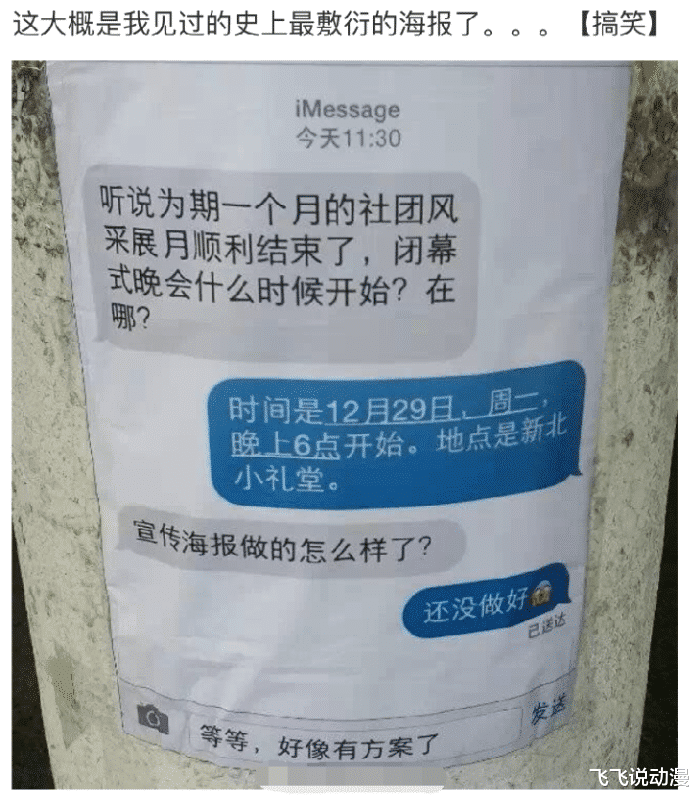 这大概是我见过的史上最敷衍的海报了。。。【搞笑】
iMessage
今天11:30
听说为期一个月的社团风
采展月顺利结束了，闭幕
式晚会什么时候开始？在
哪？
时间是12月29日，周一，
晚上6点开始。地点是新北
小礼堂。
宣传海报做的怎么样了？
还没做好
已送达
等等，好像有方案了
发送
飞飞说动漫